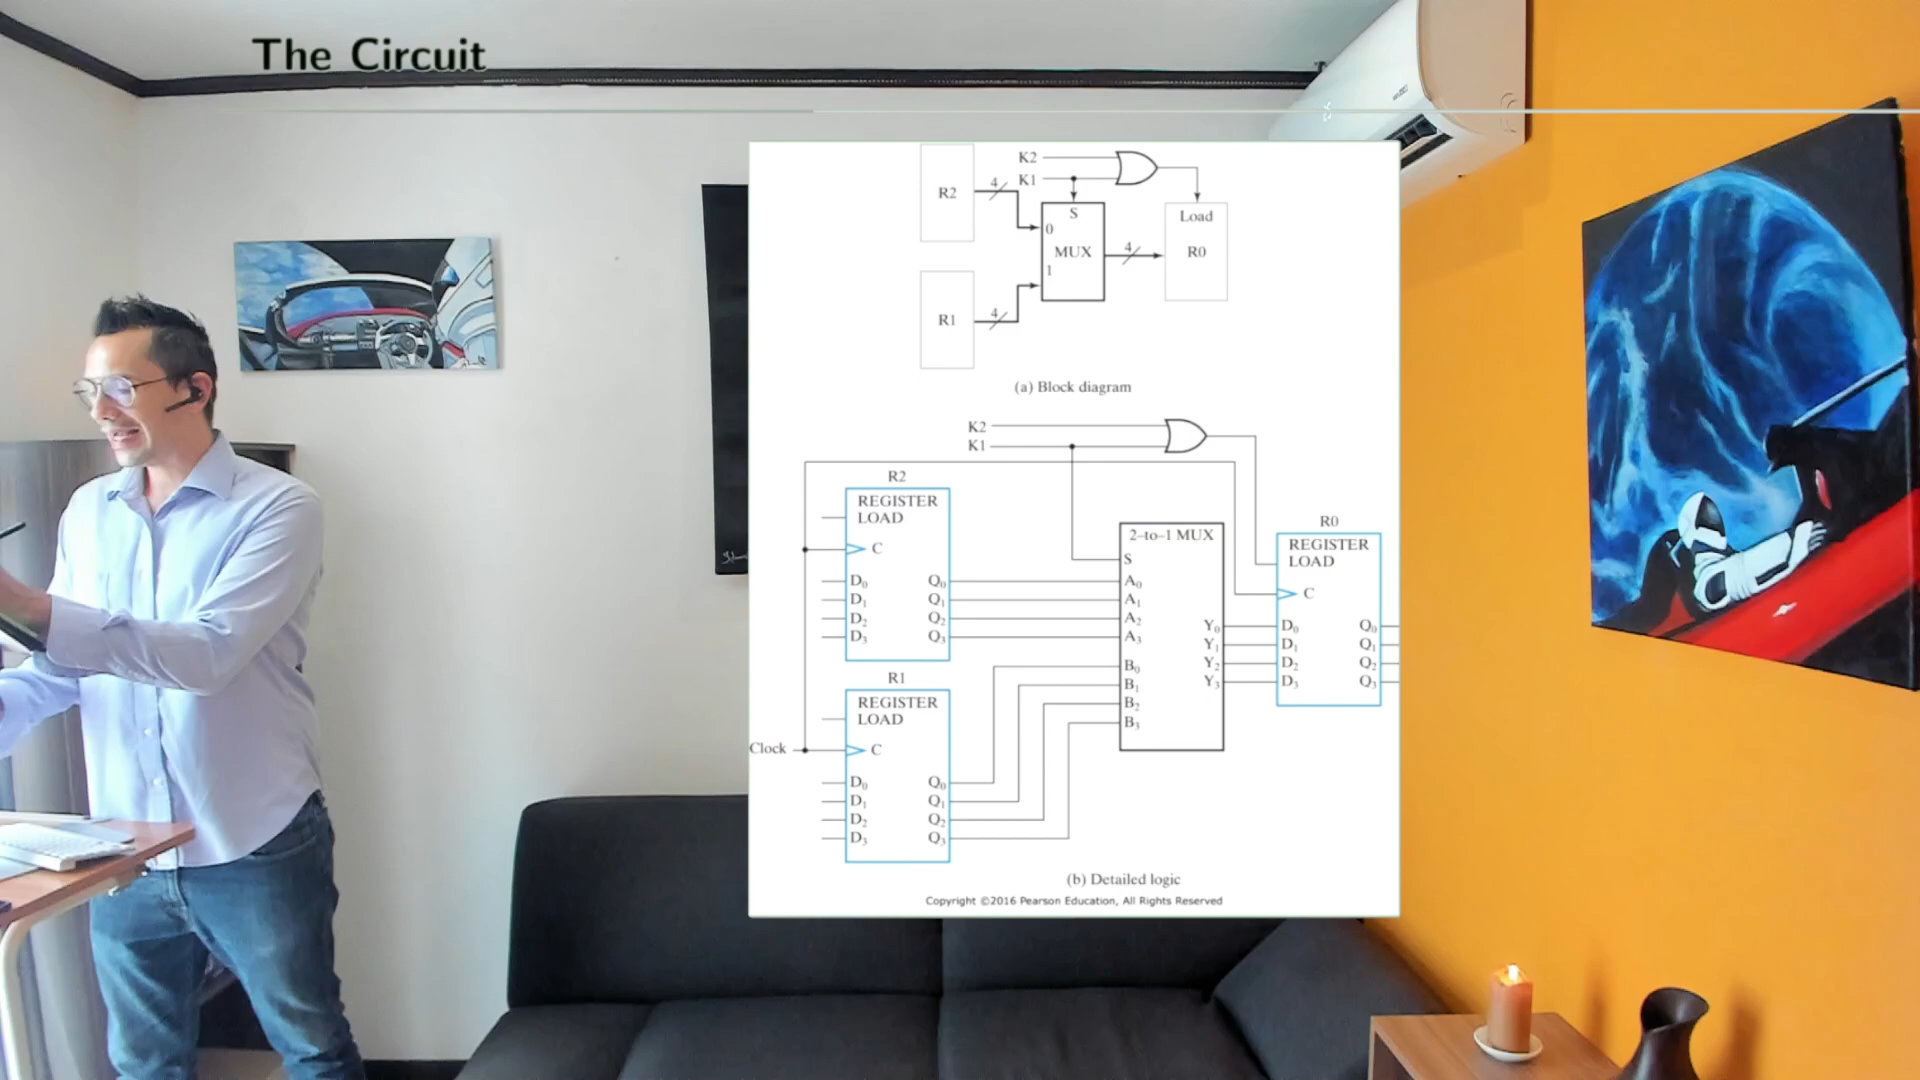 The Circuit
K2
K1
4
R2
S
0
MUX
1
4
Load
R0
R1
4
(a) Block diagram
K2
K1
R2
REGISTER
LOAD
C
D0 Q0
D1 Q1
D2 Q2
D3 Q3
2–to–1 MUX
S
A0
A1
A2
A3
B0
B1
B2
B3
Y0
Y1
Y2
Y3
R0
REGISTER
LOAD
C
D0 Q0
D1 Q1
D2 Q2
D3 Q3
R1
REGISTER
LOAD
Clock
C
D0 Q0
D1 Q1
D2 Q2
D3 Q3
(b) Detailed logic
Copyright ©2016 Pearson Education, All Rights Reserved